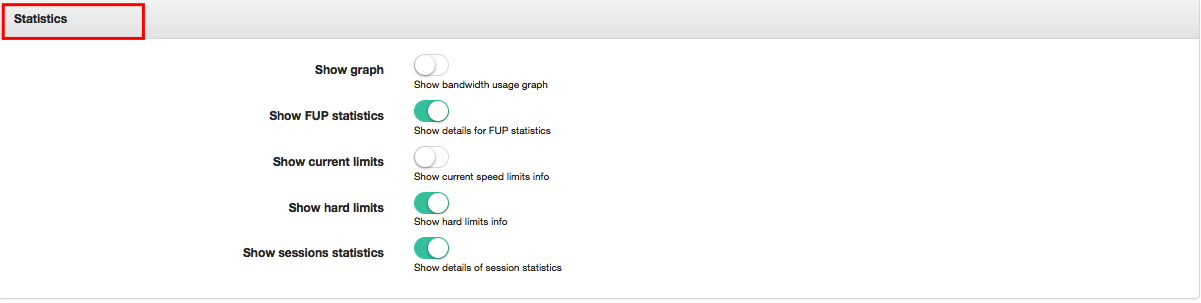 Statistics
Show graph
Show bandwidth usage graph
Show FUP statistics
Show details for FUP statistics
Show current limits
Show current speed limits info
Show hard limits
Show hard limits info
Show sessions statistics
Show details of session statistics